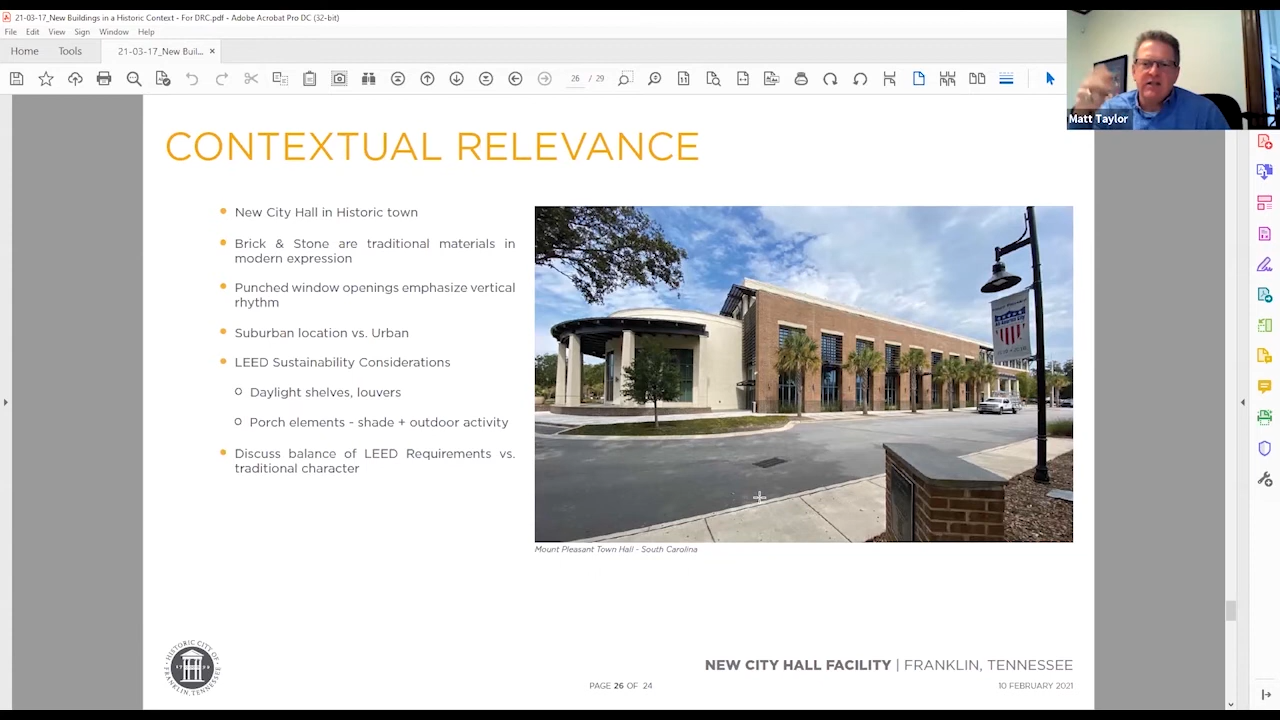 21-03-17_New Buildings in a Historic Context - For DRC.pdf - Adobe Acrobat Pro DC (32-bit)
File Edit View Sign Window Help
Home Tools 21-03-17_New Buil... ×
26 / 29
Matt Taylor
CONTEXTUAL RELEVANCE
New City Hall in Historic town
Brick & Stone are traditional materials in
modern expression
Punched window openings emphasize vertical
rhythm
Suburban location vs. Urban
LEED Sustainability Considerations
Daylight shelves, louvers
Porch elements - shade + outdoor activity
Discuss balance of LEED Requirements vs.
traditional character
Mount Pleasant Town Hall - South Carolina
HISTORIC CITY OF
FRANKLIN, TENNESSEE
NEW CITY HALL FACILITY | FRANKLIN, TENNESSEE
PAGE 26 OF 24
10 FEBRUARY 2021